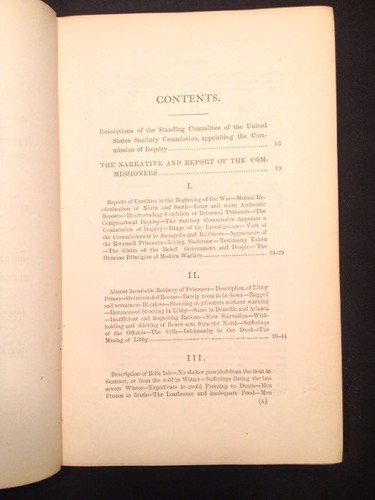 CONTENTS.
Resolutions of the Standing Committee of the United
States Sanitary Commission, appointing the Com-
mission of Inquiry 13
THE NARRATIVE AND REPORT OF THE COM-
MISSIONERS 19
I.
Reports of Cruelties in the Beginning of the War—Mutual Re-
crimination of North and South—Later and more Authentic
Reports—Heart-rending Condition of Returned Prisoners—The
Congressional Inquiry—The Sanitary Commission Appoints a
Commission of Inquiry—Range of the Investigation—Visit of
the Commissioners to Annapolis and Baltimore—Appearance of
the Returned Prisoners—Living Skeletons—Testimony Taken
—The Claim of the Rebel Government and People—The
Humane Principles of Modern Warfare
II.
Almost Invariable Robbery of Prisoners—Description of Libby
Prison—Overcrowded Rooms—Barely room to lie down—Ragged
and verminous Blankets—Shooting at prisoners without warning
—Instances of Shooting in Libby—Same in Danville and Atlanta
—Insufficient and disgusting Rations—Slow Starvation—With-
holding and thieving of Boxes sent from the North—Sufferings
of the Officers—The Cells—Inhumanity to the Dead—The
Mining of Libby
III.
Description of Belle Isle—No shelter provided from the heat in
Summer, or from the cold in Winter—Sufferings during the late
severe Winter—Expedients to avoid Freezing to Death—Men
Frozen to death—The Loathsome and inadequate Food—Men